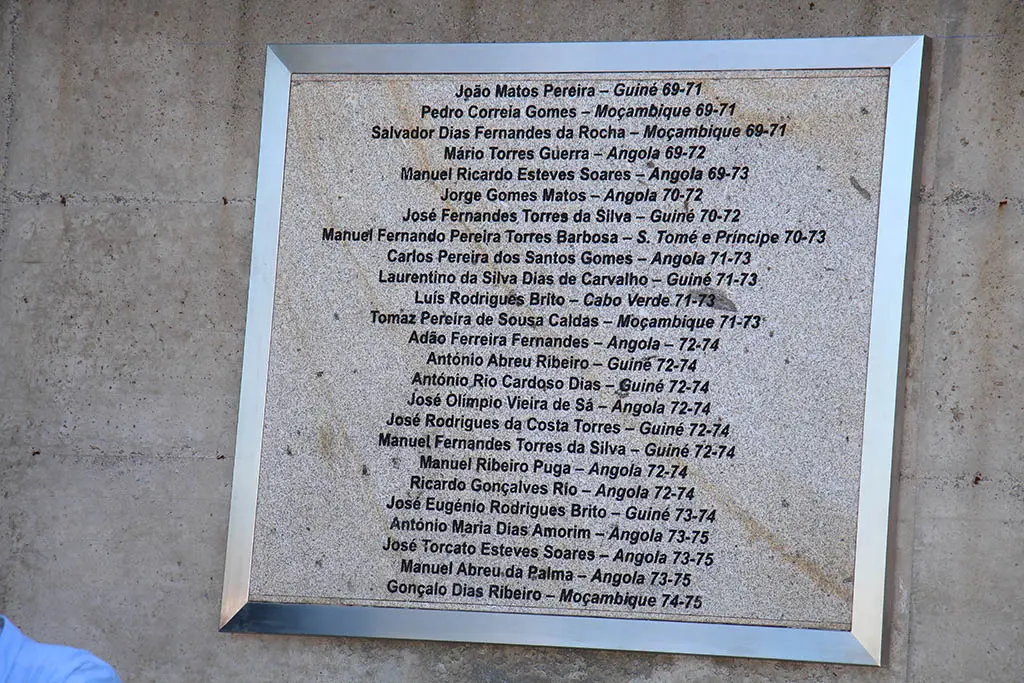 João Matos Pereira – Guiné 69-71
Pedro Correia Gomes – Moçambique 69-71
Salvador Dias Fernandes da Rocha – Moçambique 69-71
Mário Torres Guerra – Angola 69-72
Manuel Ricardo Esteves Soares – Angola 69-73
Jorge Gomes Matos – Angola 70-72
José Fernandes Torres da Silva – Guiné 70-72
Manuel Fernando Pereira Torres Barbosa – S. Tomé e Príncipe 70-73
Carlos Pereira dos Santos Gomes – Angola 71-73
Laurentino da Silva Dias de Carvalho – Guiné 71-73
Luís Rodrigues Brito – Cabo Verde 71-73
Tomaz Pereira de Sousa Caldas – Moçambique 71-73
Adão Ferreira Fernandes – Angola – 72-74
António Abreu Ribeiro – Guiné 72-74
António Rio Cardoso Dias – Guiné 72-74
José Olímpio Vieira de Sá – Angola 72-74
José Rodrigues da Costa Torres – Guiné 72-74
Manuel Fernandes Torres da Silva – Guiné 72-74
Manuel Ribeiro Puga – Angola 72-74
Ricardo Gonçalves Rio – Angola 72-74
José Eugénio Rodrigues Brito – Guiné 73-74
António Maria Dias Amorim – Angola 73-75
José Torcato Esteves Soares – Angola 73-75
Manuel Abreu da Palma – Angola 73-75
Gonçalo Dias Ribeiro – Moçambique 74-75